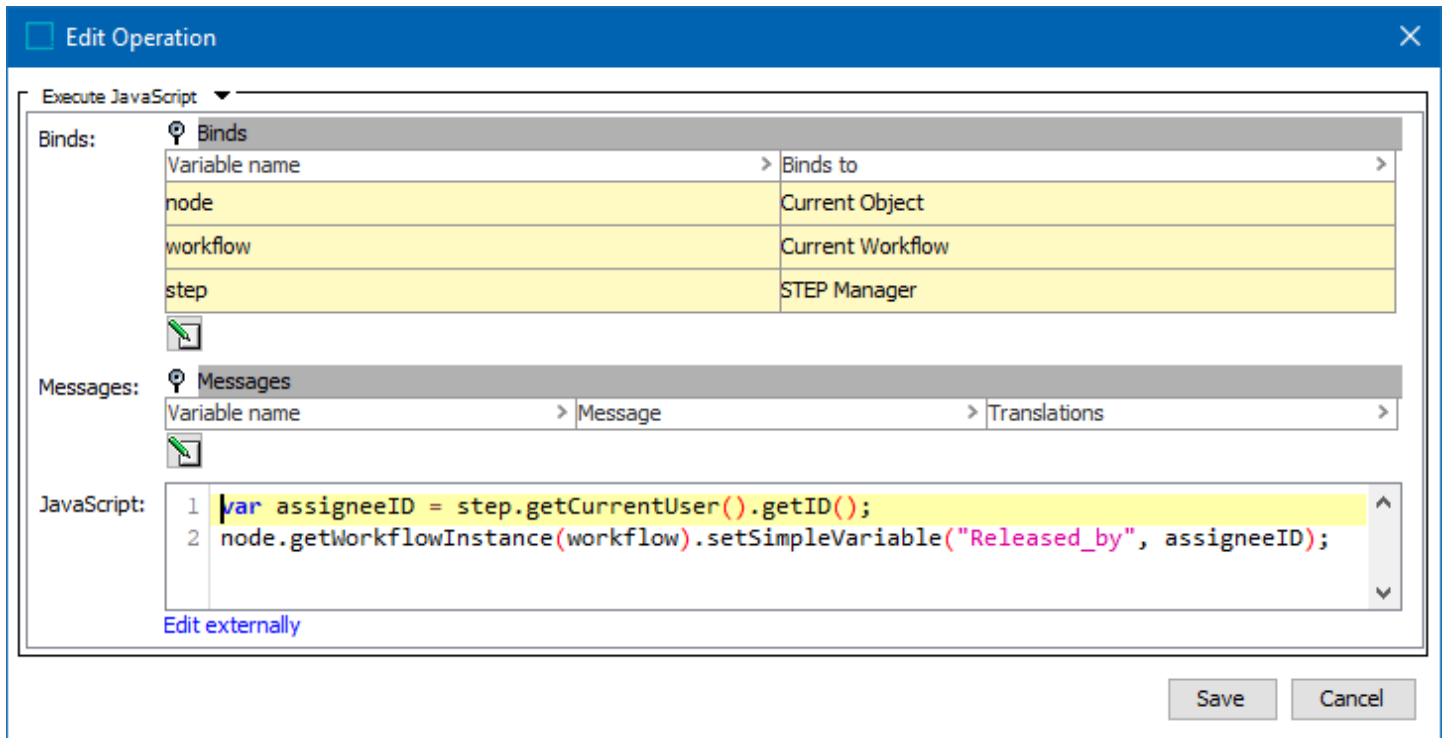 Edit Operation
Execute JavaScript
Binds:
Binds
Variable name > Binds to >
node Current Object
workflow Current Workflow
step STEP Manager
Messages:
Messages
Variable name > Message > Translations >
JavaScript:
1 var assigneeID = step.getCurrentUser().getID();
2 node.getWorkflowInstance(workflow).setSimpleVariable("Released_by", assigneeID);
Edit externally
Save Cancel